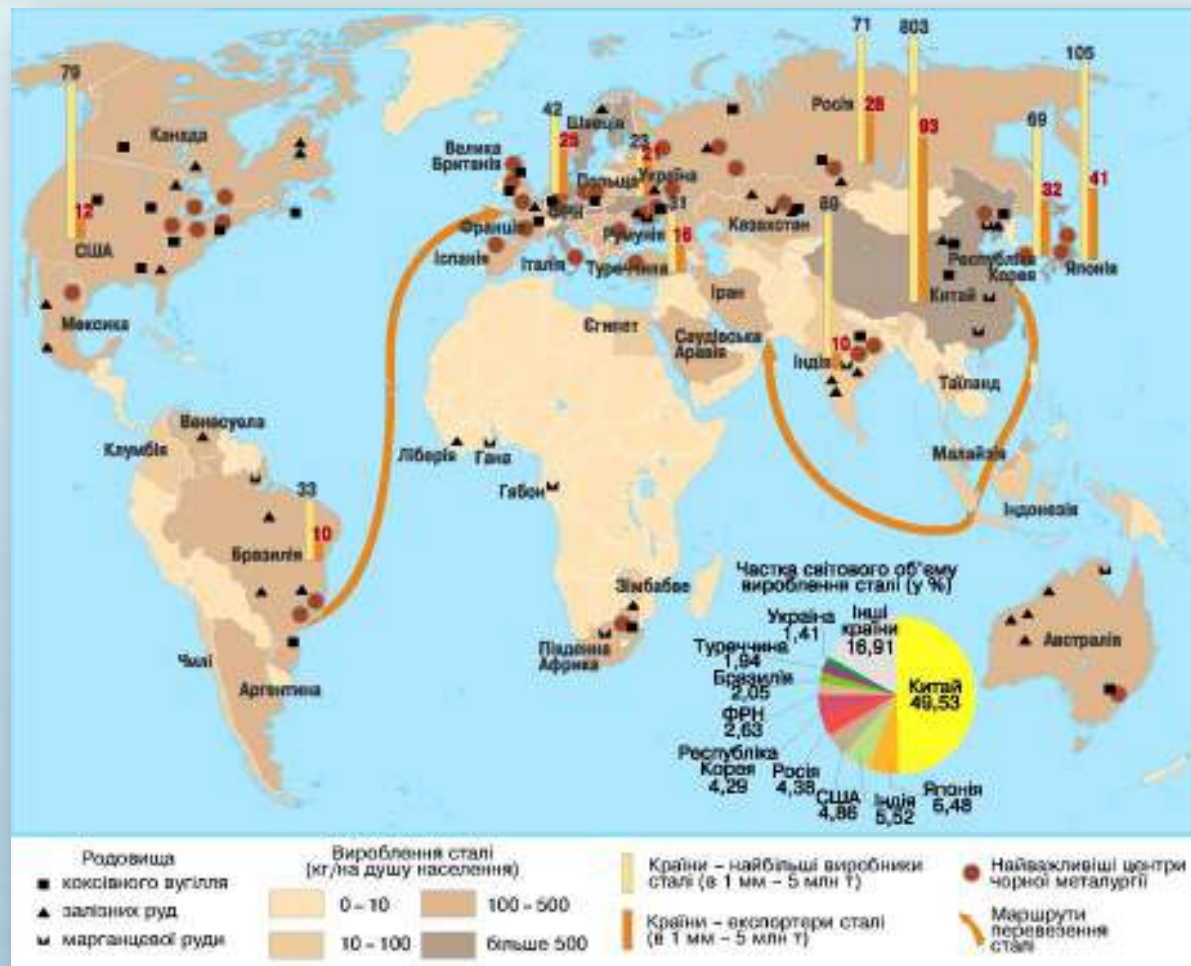 79
Канада
США
12
Мексика
Велика
Британія
42
25
Швеція
23
21
Польща
Україна
ФРН
Франція
Іспанія
Італія
Румунія
Туреччина
31
16
71
Росія
28
803
93
105
69
32
41
Казахстан
89
Республіка
Корея
Японія
Китай
Іран
Єгипет
Саудівська
Аравія
Індія
10
Таїланд
Малайзія
Індонезія
Венесуела
Клумбія
Ліберія
Гана
Габон
33
10
Бразилія
Чилі
Аргентина
Зімбабве
Південна
Африка
Австралія
Частка світового об'єму
вироблення сталі (у %)
Україна
1,41
Інші
країни
16,91
Туреччина
1,94
Бразилія
2,05
ФРН
2,63
Республіка
Корея
4,29
Росія
4,38
США
4,86
Індія
5,52
Японія
6,48
Китай
49,53
Родовища
коксівного вугілля
залізних руд
марганцевої руди
Вироблення сталі
(кг/на душу населення)
0 – 10
10 – 100
100 – 500
більше 500
Країни – найбільші виробники
сталі (в 1 мм – 5 млн т)
Країни – експортери сталі
(в 1 мм – 5 млн т)
Найважливіші центри
чорної металургії
Маршрути
перевезення
сталі